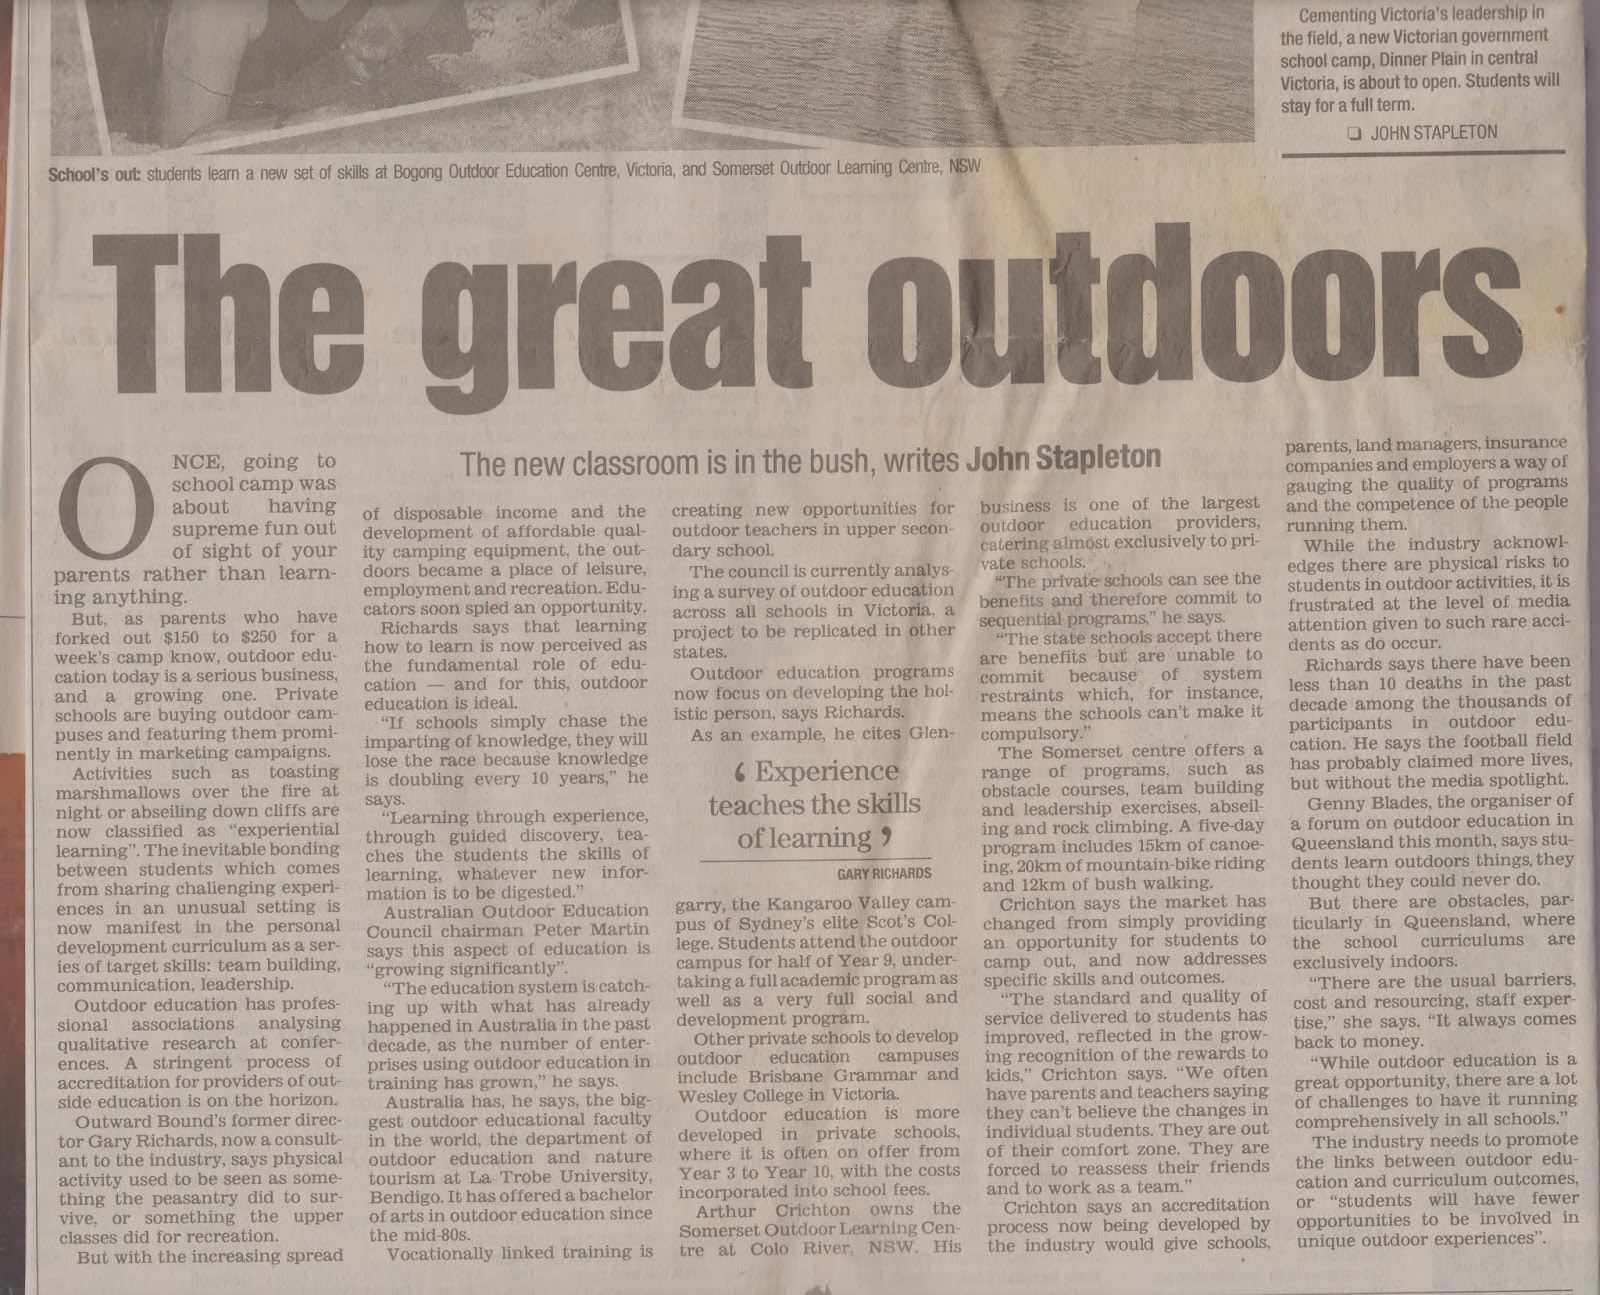 Cementing Victoria's leadership in
the field, a new Victorian government
school camp, Dinner Plain in central
Victoria, is about to open. Students will
stay for a full term.
❏ JOHN STAPLETON
School's out: students learn a new set of skills at Bogong Outdoor Education Centre, Victoria, and Somerset Outdoor Learning Centre, NSW
The great outdoors
The new classroom is in the bush, writes John Stapleton
ONCE, going to
school camp was
about having
supreme fun out
of sight of your
parents rather than learn-
ing anything.
But, as parents who have
forked out $150 to $250 for a
week's camp know, outdoor edu-
cation today is a serious business,
and a growing one. Private
schools are buying outdoor cam-
puses and featuring them promi-
nently in marketing campaigns.
Activities such as toasting
marshmallows over the fire at
night or abseiling down cliffs are
now classified as "experiential
learning". The inevitable bonding
between students which comes
from sharing challenging experi-
ences in an unusual setting is
now manifest in the personal
development curriculum as a ser-
ies of target skills: team building,
communication, leadership.
Outdoor education has profes-
sional associations analysing
qualitative research at confer-
ences. A stringent process of
accreditation for providers of out-
side education is on the horizon.
Outward Bound's former direc-
tor Gary Richards, now a consult-
ant to the industry, says physical
activity used to be seen as some-
thing the peasantry did to sur-
vive, or something the upper
classes did for recreation.
But with the increasing spread
of disposable income and the
development of affordable qual-
ity camping equipment, the out-
doors became a place of leisure,
employment and recreation. Edu-
cators soon spied an opportunity.
Richards says that learning
how to learn is now perceived as
the fundamental role of edu-
cation — and for this, outdoor
education is ideal.
"If schools simply chase the
imparting of knowledge, they will
lose the race because knowledge
is doubling every 10 years," he
says.
"Learning through experience,
through guided discovery, tea-
ches the students the skills of
learning, whatever new infor-
mation is to be digested."
Australian Outdoor Education
Council chairman Peter Martin
says this aspect of education is
"growing significantly".
"The education system is catch-
ing up with what has already
happened in Australia in the past
decade, as the number of enter-
prises using outdoor education in
training has grown," he says.
Australia has, he says, the big-
gest outdoor educational faculty
in the world, the department of
outdoor education and nature
tourism at La Trobe University,
Bendigo. It has offered a bachelor
of arts in outdoor education since
the mid-80s.
Vocationally linked training is
creating new opportunities for
outdoor teachers in upper secon-
dary school.
The council is currently analys-
ing a survey of outdoor education
across all schools in Victoria, a
project to be replicated in other
states.
Outdoor education programs
now focus on developing the hol-
istic person, says Richards.
As an example, he cites Glen-
‘ Experience
teaches the skills
of learning ’
GARY RICHARDS
garry, the Kangaroo Valley cam-
pus of Sydney's elite Scot's Col-
lege. Students attend the outdoor
campus for half of Year 9, under-
taking a full academic program as
well as a very full social and
development program.
Other private schools to develop
outdoor education campuses
include Brisbane Grammar and
Wesley College in Victoria.
Outdoor education is more
developed in private schools,
where it is often on offer from
Year 3 to Year 10, with the costs
incorporated into school fees.
Arthur Crichton owns the
Somerset Outdoor Learning Cen-
tre at Colo River, NSW. His
business is one of the largest
outdoor education providers,
catering almost exclusively to pri-
vate schools.
"The private schools can see the
benefits and therefore commit to
sequential programs," he says.
"The state schools accept there
are benefits but are unable to
commit because of system
restraints which, for instance,
means the schools can't make it
compulsory."
The Somerset centre offers a
range of programs, such as
obstacle courses, team building
and leadership exercises, abseil-
ing and rock climbing. A five-day
program includes 15km of canoe-
ing, 20km of mountain-bike riding
and 12km of bush walking.
Crichton says the market has
changed from simply providing
an opportunity for students to
camp out, and now addresses
specific skills and outcomes.
"The standard and quality of
service delivered to students has
improved, reflected in the grow-
ing recognition of the rewards to
kids," Crichton says. "We often
have parents and teachers saying
they can't believe the changes in
individual students. They are out
of their comfort zone. They are
forced to reassess their friends
and to work as a team."
Crichton says an accreditation
process now being developed by
the industry would give schools,
parents, land managers, insurance
companies and employers a way of
gauging the quality of programs
and the competence of the people
running them.
While the industry acknowl-
edges there are physical risks to
students in outdoor activities, it is
frustrated at the level of media
attention given to such rare acci-
dents as do occur.
Richards says there have been
less than 10 deaths in the past
decade among the thousands of
participants in outdoor edu-
cation. He says the football field
has probably claimed more lives,
but without the media spotlight.
Genny Blades, the organiser of
a forum on outdoor education in
Queensland this month, says stu-
dents learn outdoors things they
thought they could never do.
But there are obstacles, par-
ticularly in Queensland, where
the school curriculums are
exclusively indoors.
"There are the usual barriers,
cost and resourcing, staff exper-
tise," she says. "It always comes
back to money.
"While outdoor education is a
great opportunity, there are a lot
of challenges to have it running
comprehensively in all schools."
The industry needs to promote
the links between outdoor edu-
cation and curriculum outcomes,
or "students will have fewer
opportunities to be involved in
unique outdoor experiences".